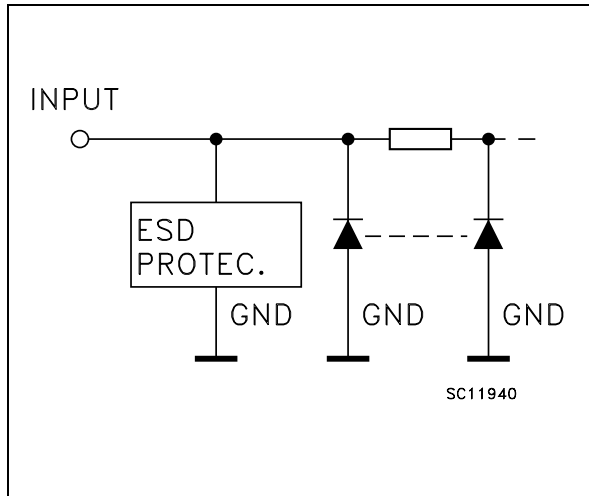 INPUT
ESD
PROTEC.
GND
GND
GND
SC11940